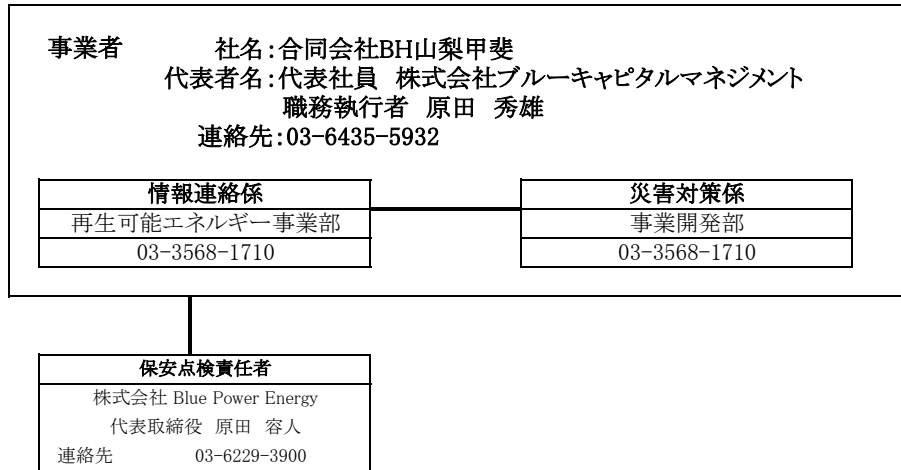 事業者 社名:合同会社BH山梨甲斐
代表者名:代表社員 株式会社ブルーキャピタルマネジメント
職務執行者 原田 秀雄
連絡先:03-6435-5932
情報連絡係
再生可能エネルギー事業部
03-3568-1710
災害対策係
事業開発部
03-3568-1710
保安点検責任者
株式会社 Blue Power Energy
代表取締役 原田 容人
連絡先 03-6229-3900